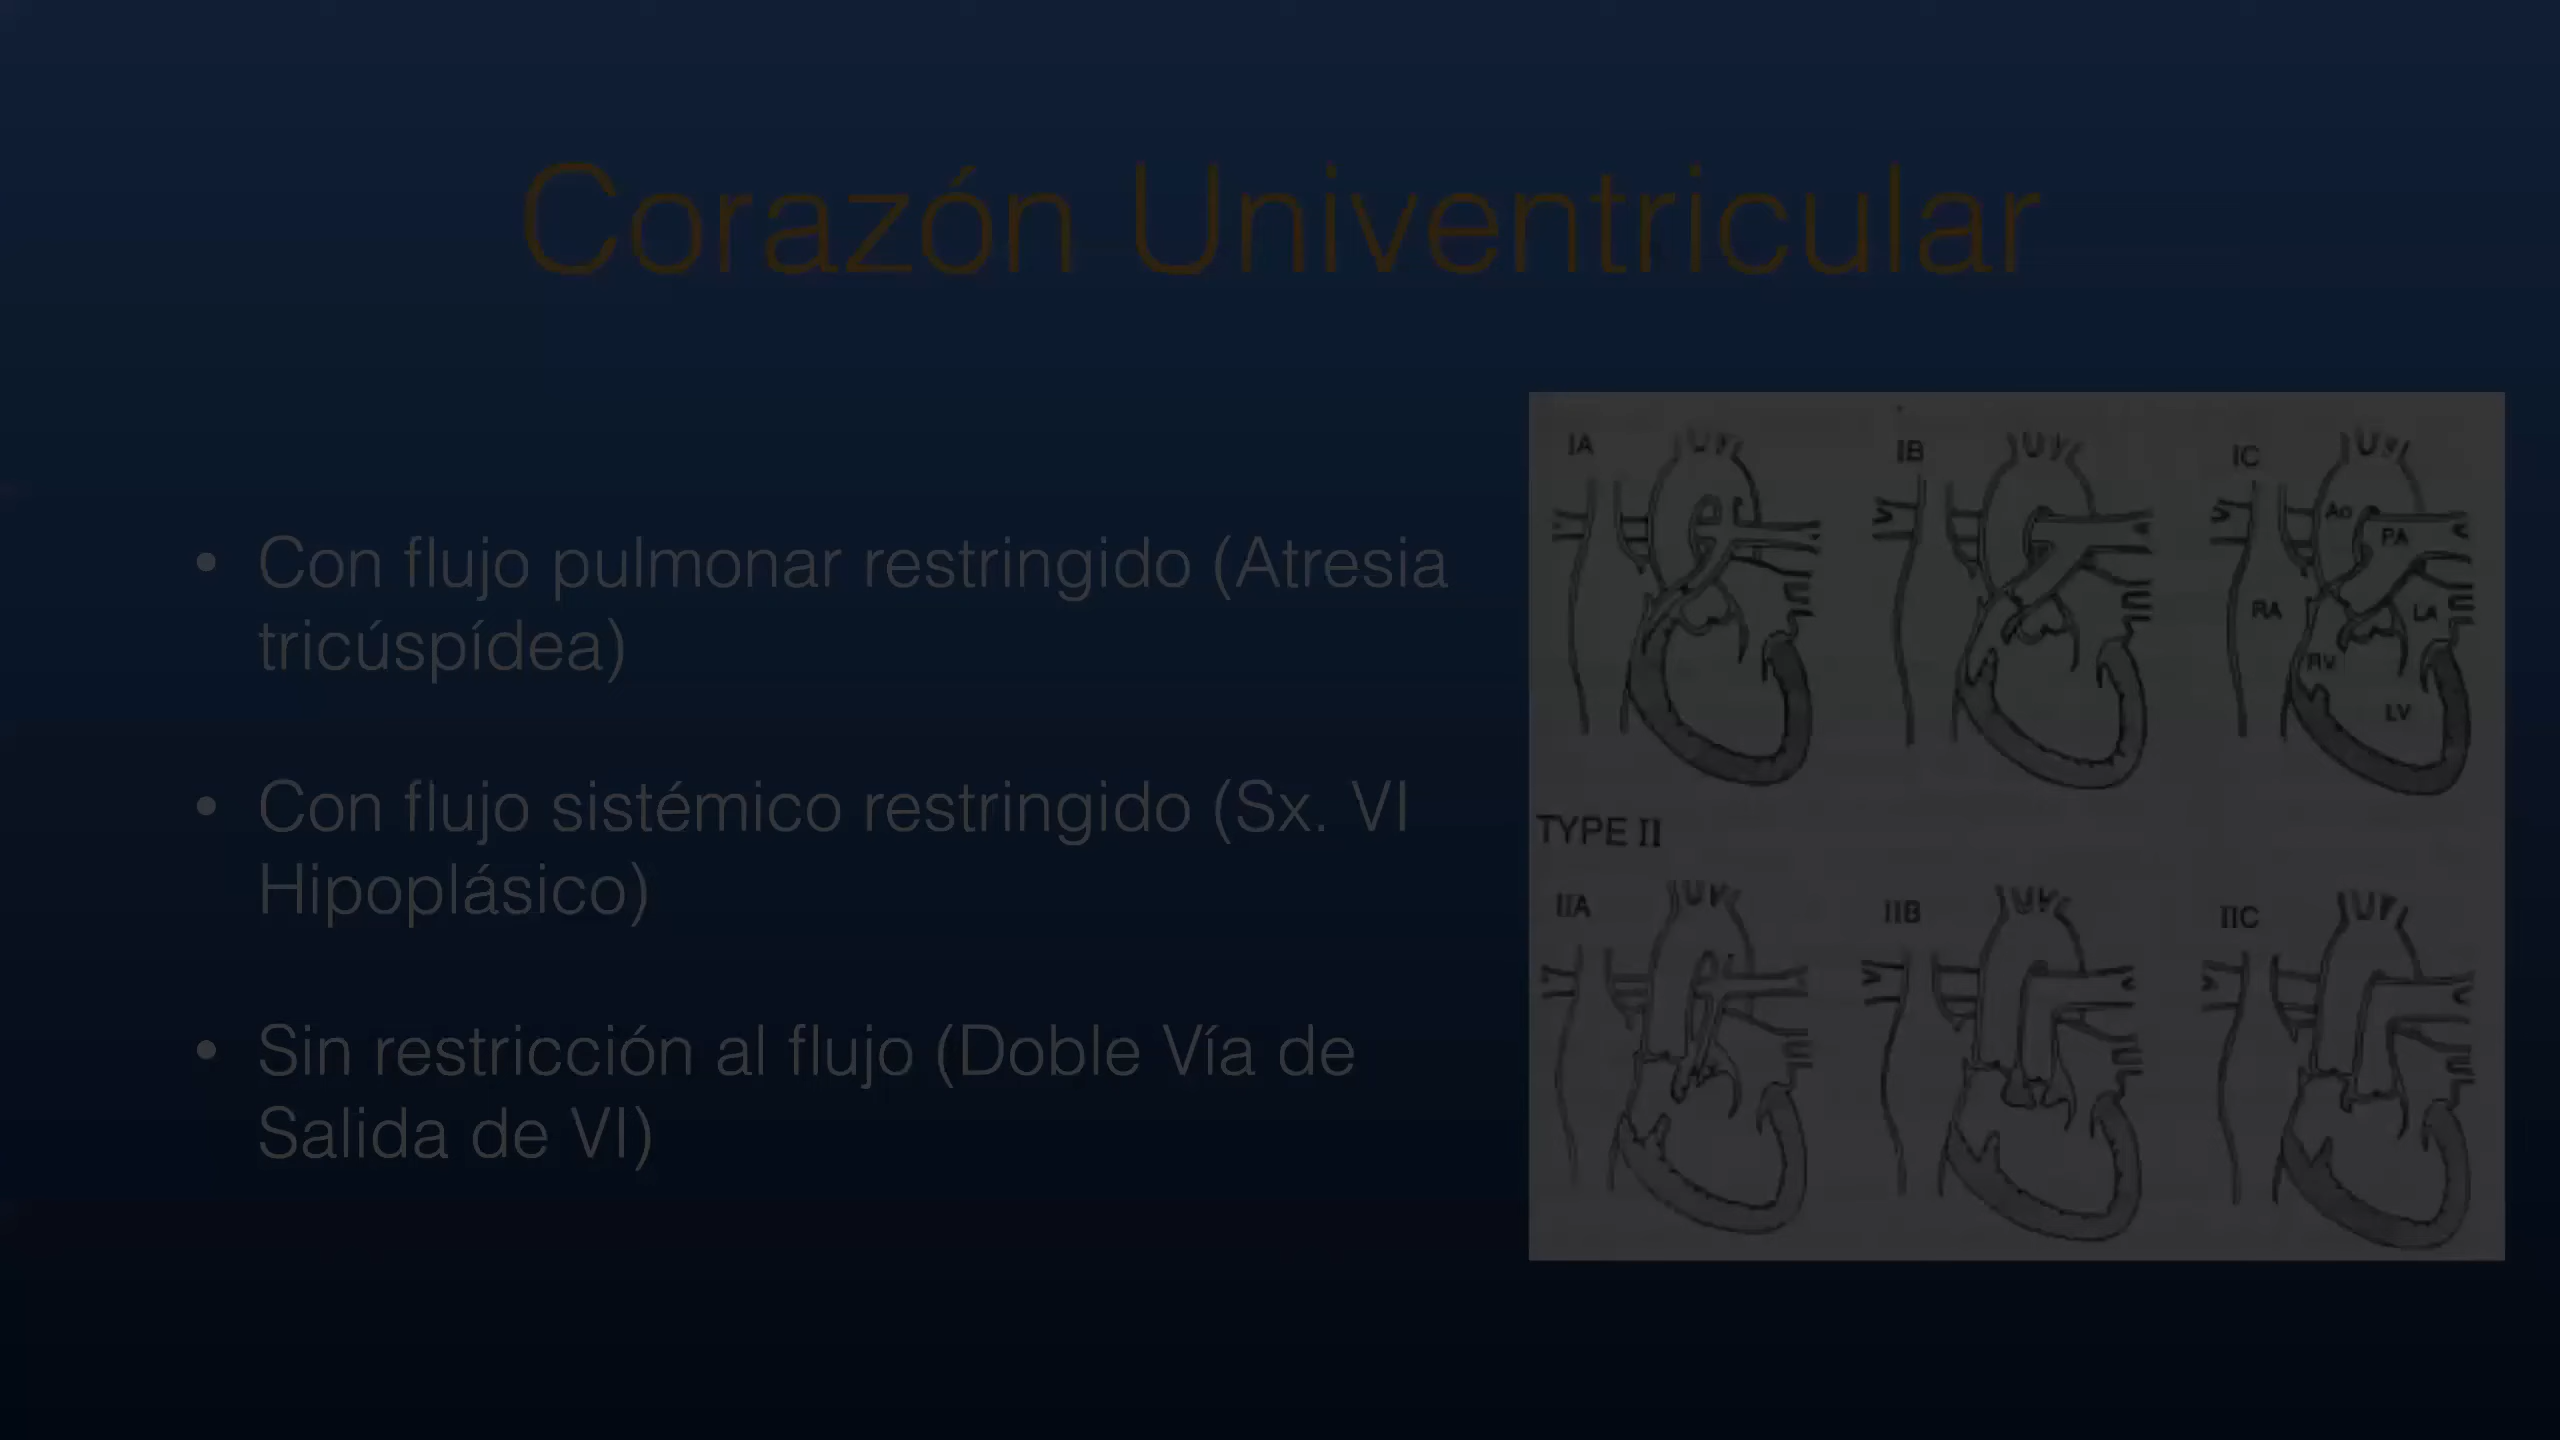 Corazón Univentricular
• Con flujo pulmonar restringido (Atresia
tricúspídea)
• Con flujo sistémico restringido (Sx. VI
Hipoplásico)
• Sin restricción al flujo (Doble Vía de
Salida de VI)
IA IB IC
Ao
PA
RA LA
RV
LV
TYPE II
IIA IIB IIC